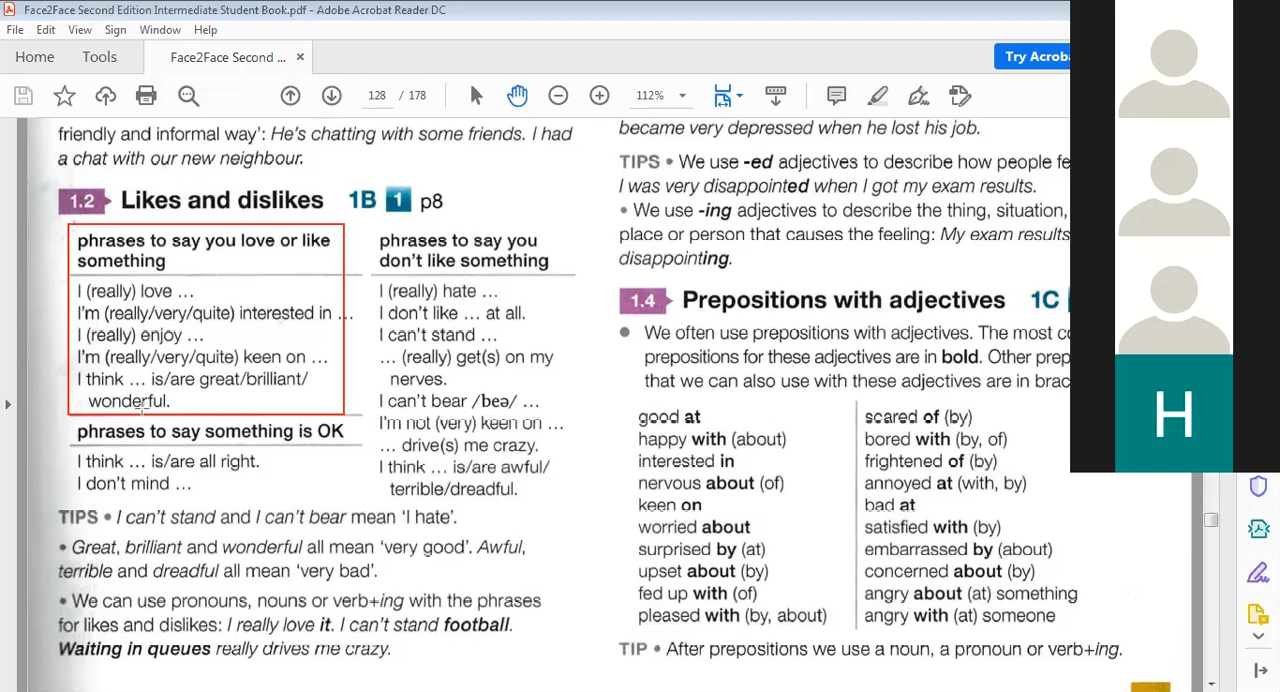 Face2Face Second Edition Intermediate Student Book.pdf - Adobe Acrobat Reader DC
File Edit View Sign Window Help
Home Tools Face2Face Second ... × Try Acroba
128 / 178 112%
friendly and informal way': He's chatting with some friends. I had
a chat with our new neighbour.
1.2 Likes and dislikes 1B 1 p8
phrases to say you love or like
something
I (really) love ...
I'm (really/very/quite) interested in ...
I (really) enjoy ...
I'm (really/very/quite) keen on ...
I think ... is/are great/brilliant/
wonderful.
phrases to say something is OK
I think ... is/are all right.
I don't mind ...
phrases to say you
don't like something
I (really) hate ...
I don't like ... at all.
I can't stand ...
... (really) get(s) on my
nerves.
I can't bear /beə/ ...
I'm not (very) keen on ...
... drive(s) me crazy.
I think ... is/are awful/
terrible/dreadful.
TIPS • I can't stand and I can't bear mean 'I hate'.
• Great, brilliant and wonderful all mean 'very good'. Awful,
terrible and dreadful all mean 'very bad'.
• We can use pronouns, nouns or verb+ing with the phrases
for likes and dislikes: I really love it. I can't stand football.
Waiting in queues really drives me crazy.
became very depressed when he lost his job.
TIPS • We use -ed adjectives to describe how people fe
I was very disappointed when I got my exam results.
• We use -ing adjectives to describe the thing, situation,
place or person that causes the feeling: My exam results
disappointing.
1.4 Prepositions with adjectives 1C
• We often use prepositions with adjectives. The most co
prepositions for these adjectives are in bold. Other prep
that we can also use with these adjectives are in brac
good at
happy with (about)
interested in
nervous about (of)
keen on
worried about
surprised by (at)
upset about (by)
fed up with (of)
pleased with (by, about)
scared of (by)
bored with (by, of)
frightened of (by)
annoyed at (with, by)
bad at
satisfied with (by)
embarrassed by (about)
concerned about (by)
angry about (at) something
angry with (at) someone
TIP • After prepositions we use a noun, a pronoun or verb+ing.
H